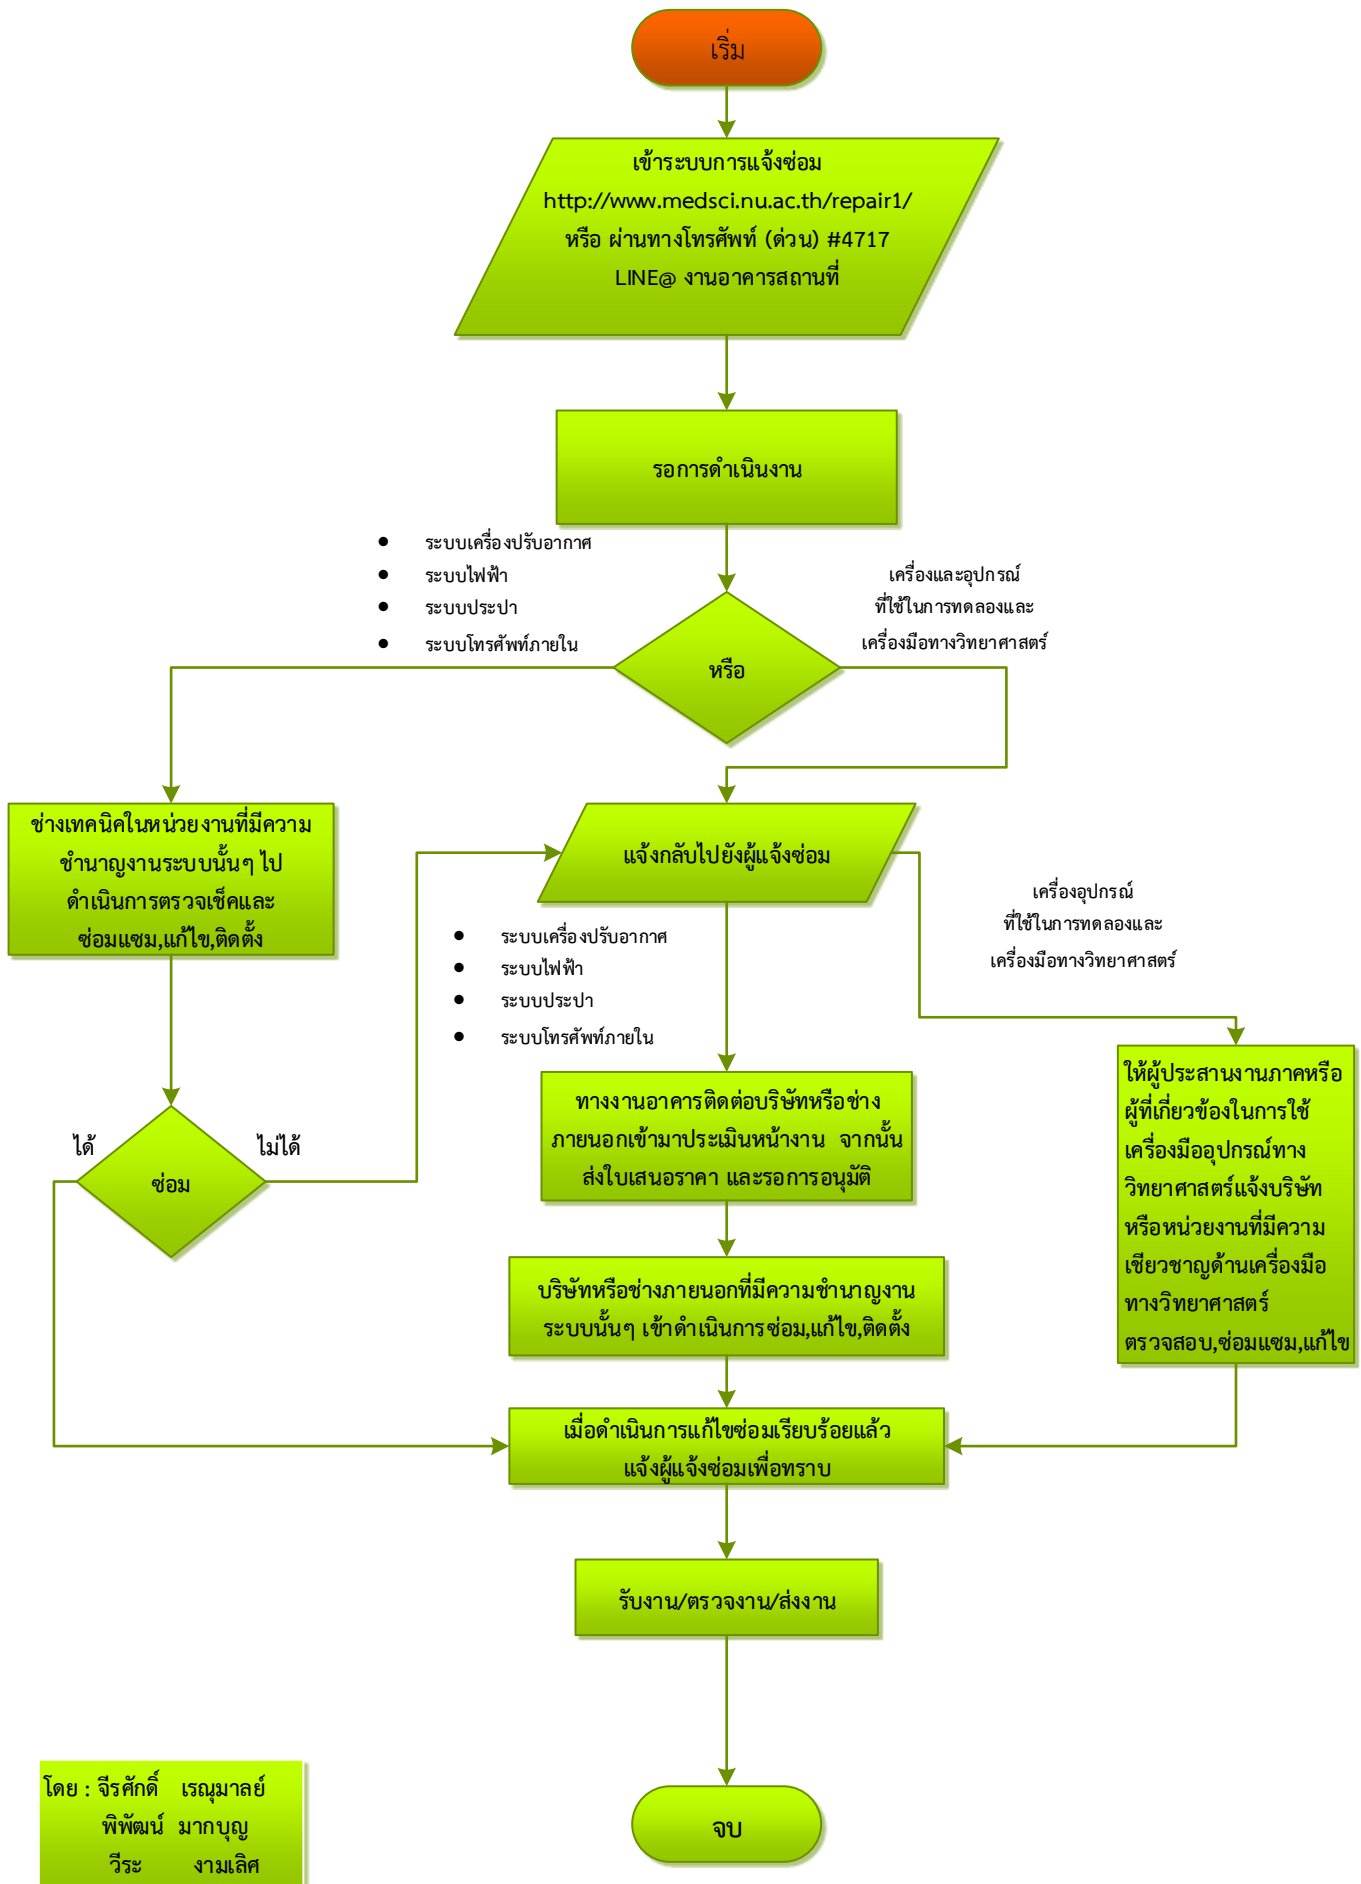 เริ่ม
เข้าระบบการแจ้งซ่อม
http://www.medsci.nu.ac.th/repair1/
หรือ ผ่านทางโทรศัพท์ (ด่วน) #4717
LINE@ งานอาคารสถานที่
รอการดำเนินงาน
● ระบบเครื่องปรับอากาศ
● ระบบไฟฟ้า
● ระบบประปา
● ระบบโทรศัพท์ภายใน
เครื่องและอุปกรณ์
ที่ใช้ในการทดลองและ
เครื่องมือทางวิทยาศาสตร์
หรือ
ช่างเทคนิคในหน่วยงานที่มีความ
ชำนาญงานระบบนั้นๆ ไป
ดำเนินการตรวจเช็คและ
ซ่อมแซม,แก้ไข,ติดตั้ง
แจ้งกลับไปยังผู้แจ้งซ่อม
เครื่องอุปกรณ์
ที่ใช้ในการทดลองและ
เครื่องมือทางวิทยาศาสตร์
● ระบบเครื่องปรับอากาศ
● ระบบไฟฟ้า
● ระบบประปา
● ระบบโทรศัพท์ภายใน
ได้
ซ่อม
ไม่ได้
ทางงานอาคารติดต่อบริษัทหรือช่าง
ภายนอกเข้ามาประเมินหน้างาน จากนั้น
ส่งใบเสนอราคา และรอการอนุมัติ
ให้ผู้ประสานงานภาคหรือ
ผู้ที่เกี่ยวข้องในการใช้
เครื่องมืออุปกรณ์ทาง
วิทยาศาสตร์แจ้งบริษัท
หรือหน่วยงานที่มีความ
เชียวชาญด้านเครื่องมือ
ทางวิทยาศาสตร์
ตรวจสอบ,ซ่อมแซม,แก้ไข
บริษัทหรือช่างภายนอกที่มีความชำนาญงาน
ระบบนั้นๆ เข้าดำเนินการซ่อม,แก้ไข,ติดตั้ง
เมื่อดำเนินการแก้ไขซ่อมเรียบร้อยแล้ว
แจ้งผู้แจ้งซ่อมเพื่อทราบ
รับงาน/ตรวจงาน/ส่งงาน
จบ
โดย : จีรศักดิ์ เรณุมาลย์
พิพัฒน์ มากบุญ
วีระ งามเลิศ